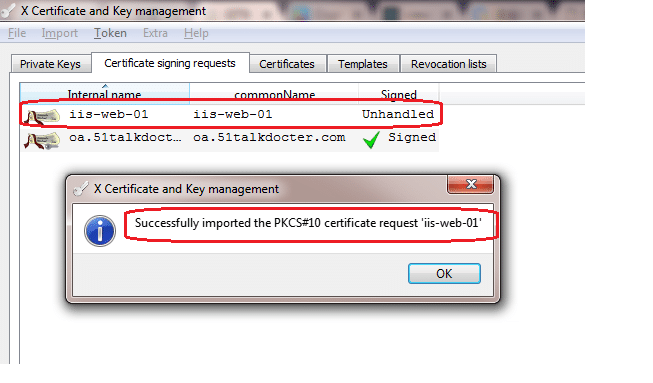 X Certificate and Key management
File Import Token Extra Help
Private Keys Certificate signing requests Certificates Templates Revocation lists
Internal name commonName Signed
iis-web-01 iis-web-01 Unhandled
oa.51talkdoct... oa.51talkdocter.com Signed
X Certificate and Key management
Successfully imported the PKCS#10 certificate request 'iis-web-01'
OK